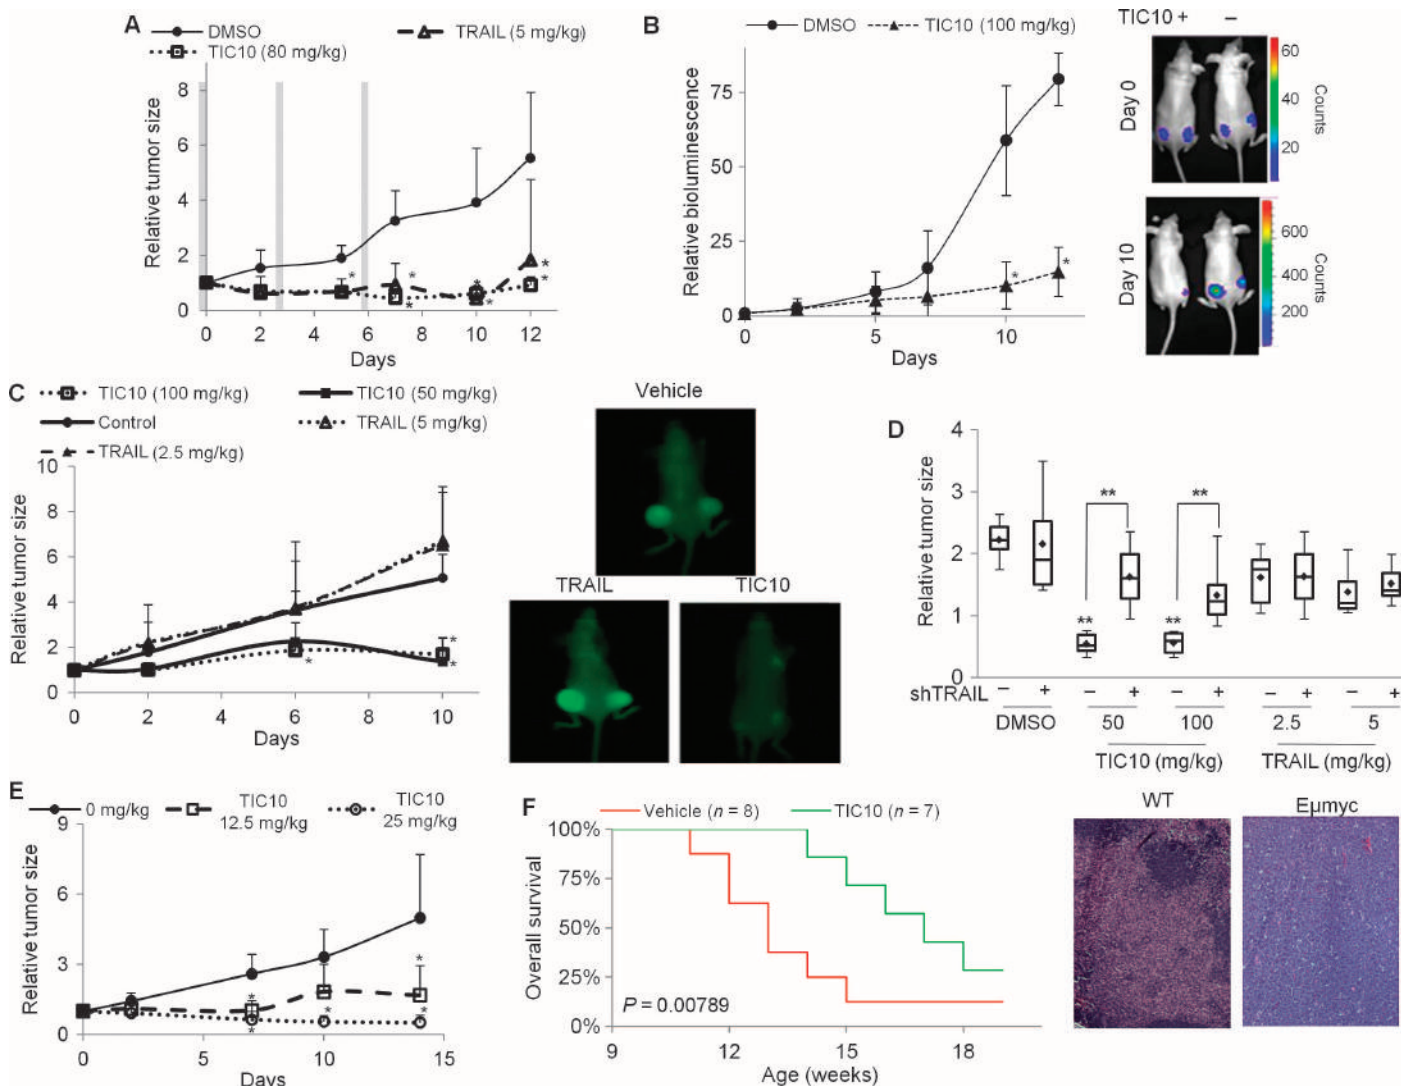 A
DMSO
TRAIL (5 mg/kg)
TIC10 (80 mg/kg)
Relative tumor size
8
6
4
2
0
0 2 4 6 8 10 12
Days
* * * * * * *
B
DMSO
TIC10 (100 mg/kg)
Relative bioluminescence
75
50
25
0
0 5 10
Days
* *
TIC10 + –
Day 0
60
40
20
Counts
Day 10
600
400
200
Counts
C
TIC10 (100 mg/kg)
TIC10 (50 mg/kg)
Control
TRAIL (5 mg/kg)
TRAIL (2.5 mg/kg)
Relative tumor size
10
8
6
4
2
0
0 2 4 6 8 10
Days
* * *
Vehicle
TRAIL TIC10
D
Relative tumor size
4
3
2
1
0
** **
** **
shTRAIL – + – + – + – + – +
DMSO 50 100 2.5 5
TIC10 (mg/kg) TRAIL (mg/kg)
E
0 mg/kg
TIC10
12.5 mg/kg
TIC10
25 mg/kg
Relative tumor size
9
6
3
0
0 5 10 15
Days
* * * * *
F
Vehicle (n = 8)
TIC10 (n = 7)
Overall survival
100%
75%
50%
25%
0%
P = 0.00789
9 12 15 18
Age (weeks)
WT
Eμmyc